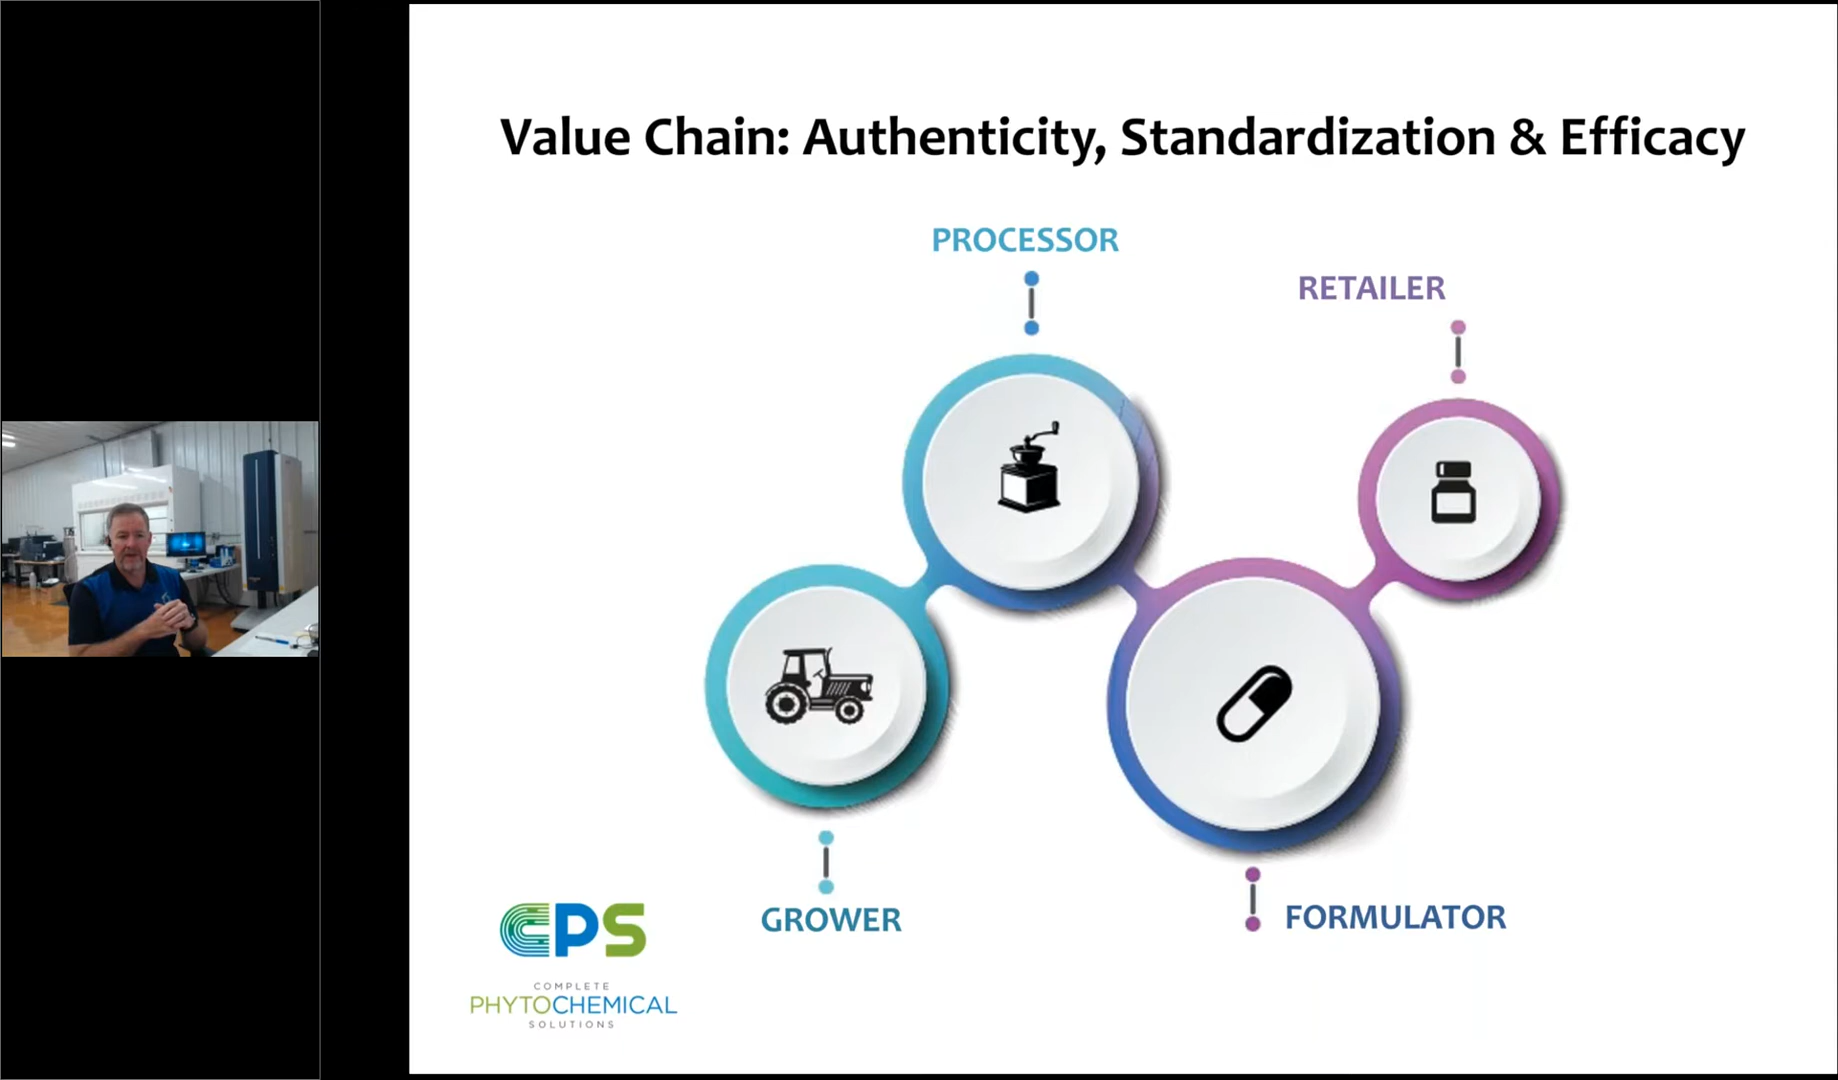 Value Chain: Authenticity, Standardization & Efficacy
PROCESSOR
RETAILER
GROWER
FORMULATOR
CPS
COMPLETE
PHYTOCHEMICAL
SOLUTIONS